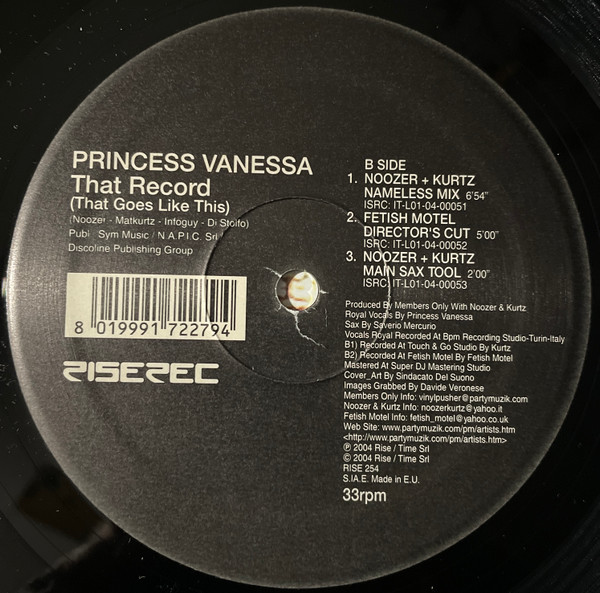 PRINCESS VANESSA
That Record
(That Goes Like This)
(Noozer - Matkurtz - Infoguy - Di Stolfo)
Publ Sym Music / N.A.P.I.C. Srl
Discoline Publishing Group
8 019991 722794
RISEREC
B SIDE
1. NOOZER + KURTZ
NAMELESS MIX 6'54"
ISRC: IT-L01-04-00051
2. FETISH MOTEL
DIRECTOR'S CUT 5'00"
ISRC: IT-L01-04-00052
3. NOOZER + KURTZ
MAIN SAX TOOL 2'00"
ISRC: IT-L01-04-00053
Produced By Members Only With Noozer & Kurtz
Royal Vocals By Princess Vanessa
Sax By Saverio Mercurio
Vocals Royal Recorded At Bpm Recording Studio-Turin-Italy
B1) Recorded At Touch & Go Studio By Kurtz
B2) Recorded At Fetish Motel By Fetish Motel
Mastered At Super DJ Mastering Studio
Cover_Art By Sindacato Del Suono
Images Grabbed By Davide Veronese
Members Only Info: vinylpusher@partymuzik.com
Noozer & Kurtz Info: noozerkurtz@yahoo.it
Fetish Motel Info: fetish_motel@yahoo.co.uk
Web Site: www.partymuzik.com/pm/artists.htm
<http://www.partymuzik.com/pm/artists.htm>
℗ 2004 Rise / Time Srl
© 2004 Rise / Time Srl
RISE 254
S.I.A.E. Made in E.U.
33rpm